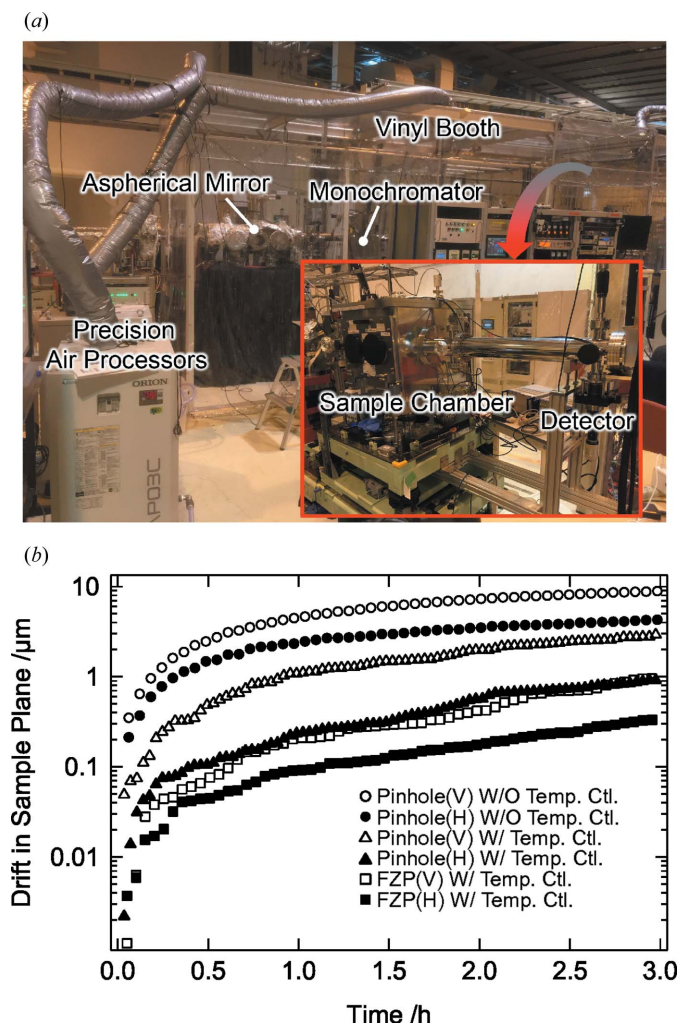 (a)
Vinyl Booth
Aspherical Mirror
Monochromator
Precision
Air Processors
ORION
AP03C
Sample Chamber
Detector
(b)
Drift in Sample Plane /μm
10
1
0.1
0.01
Pinhole(V) W/O Temp. Ctl.
Pinhole(H) W/O Temp. Ctl.
Pinhole(V) W/ Temp. Ctl.
Pinhole(H) W/ Temp. Ctl.
FZP(V) W/ Temp. Ctl.
FZP(H) W/ Temp. Ctl.
0.0 0.5 1.0 1.5 2.0 2.5 3.0
Time /h